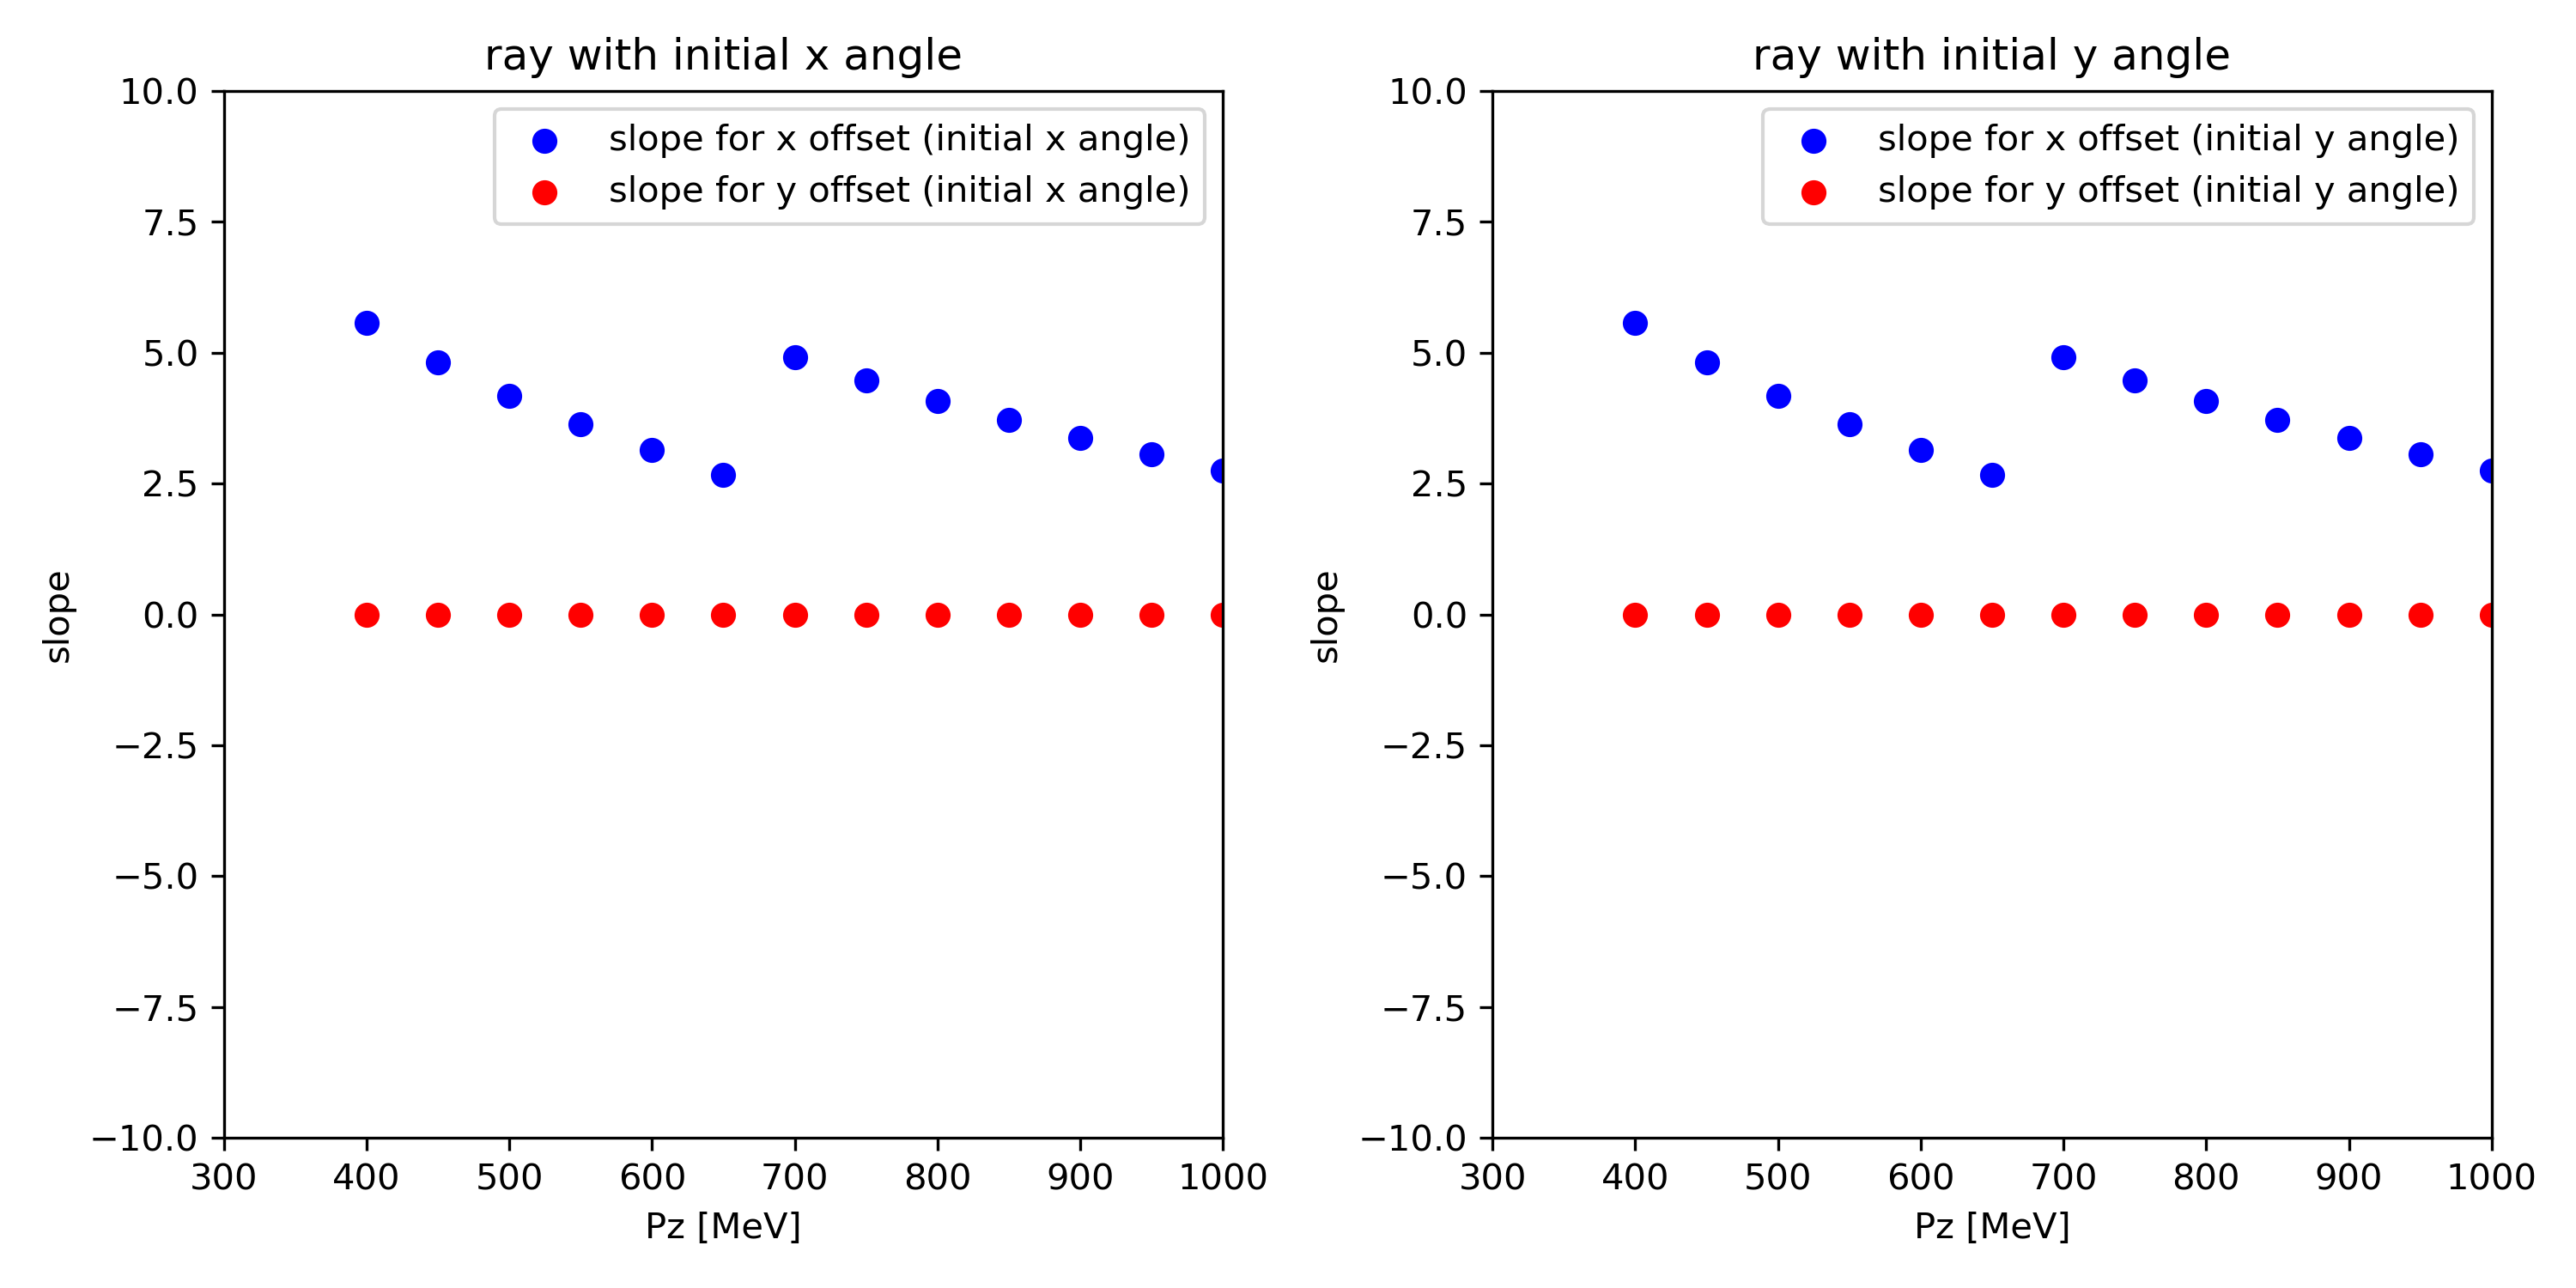 ray with initial x angle
10.0
7.5
5.0
2.5
0.0
−2.5
−5.0
−7.5
−10.0
slope
slope for x offset (initial x angle)
slope for y offset (initial x angle)
300 400 500 600 700 800 900 1000
Pz [MeV]
ray with initial y angle
10.0
7.5
5.0
2.5
0.0
−2.5
−5.0
−7.5
−10.0
slope
slope for x offset (initial y angle)
slope for y offset (initial y angle)
300 400 500 600 700 800 900 1000
Pz [MeV]